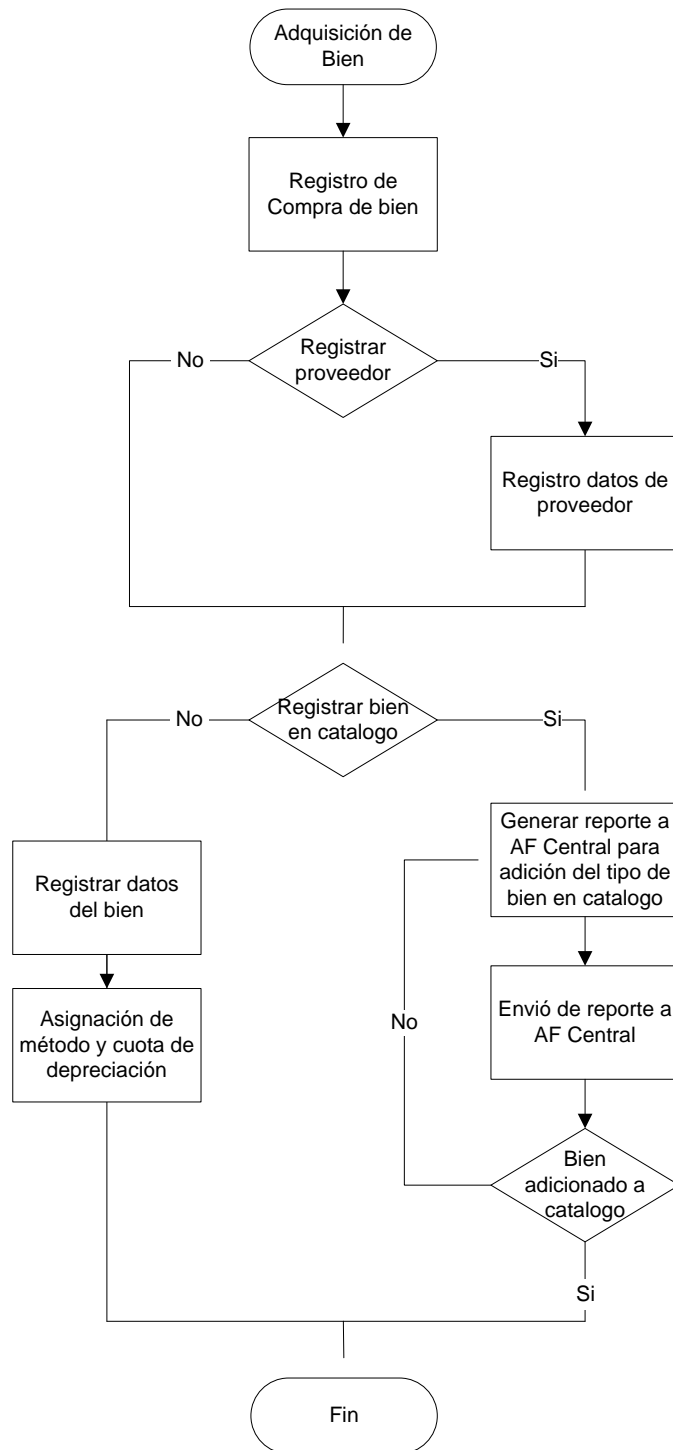 Adquisición de
Bien
Registro de
Compra de bien
Registrar
proveedor
No
Si
Registro datos de
proveedor
Registrar bien
en catalogo
No
Si
Generar reporte a
AF Central para
adición del tipo de
bien en catalogo
Registrar datos
del bien
Envió de reporte a
AF Central
Asignación de
método y cuota de
depreciación
No
Bien
adicionado a
catalogo
Si
Fin